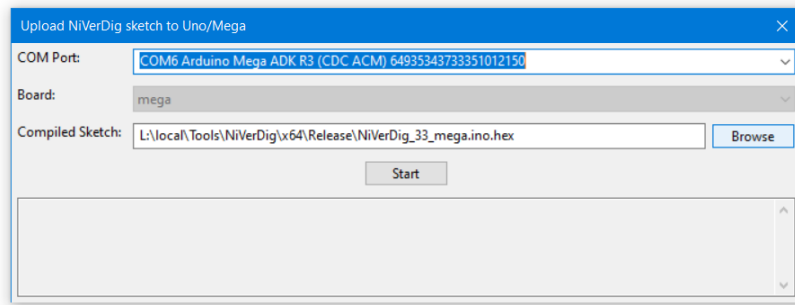 Upload NiVerDig sketch to Uno/Mega
COM Port: COM6 Arduino Mega ADK R3 (CDC ACM) 64935343733351012150
Board: mega
Compiled Sketch: L:\local\Tools\NiVerDig\x64\Release\NiVerDig_33_mega.ino.hex Browse
Start